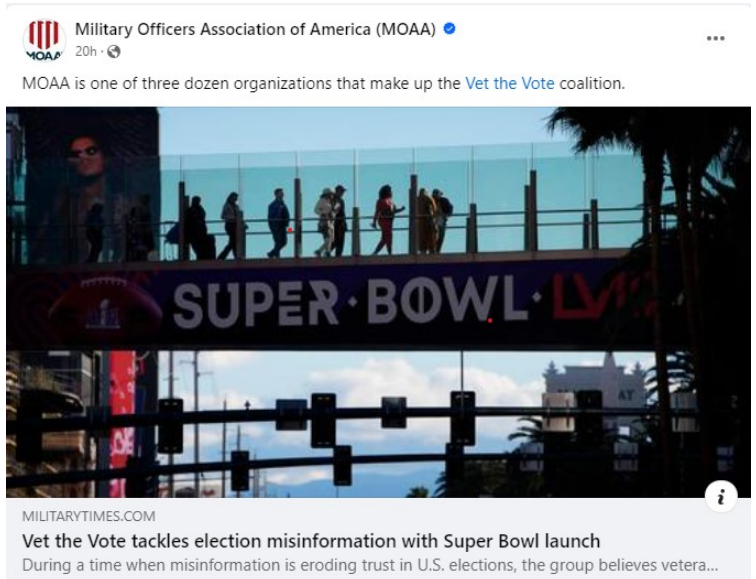 MOAA
Military Officers Association of America (MOAA)
20h ·
MOAA is one of three dozen organizations that make up the Vet the Vote coalition.
SUPER · BOWL · LVIII
AT
i
MILITARYTIMES.COM
Vet the Vote tackles election misinformation with Super Bowl launch
During a time when misinformation is eroding trust in U.S. elections, the group believes vetera...